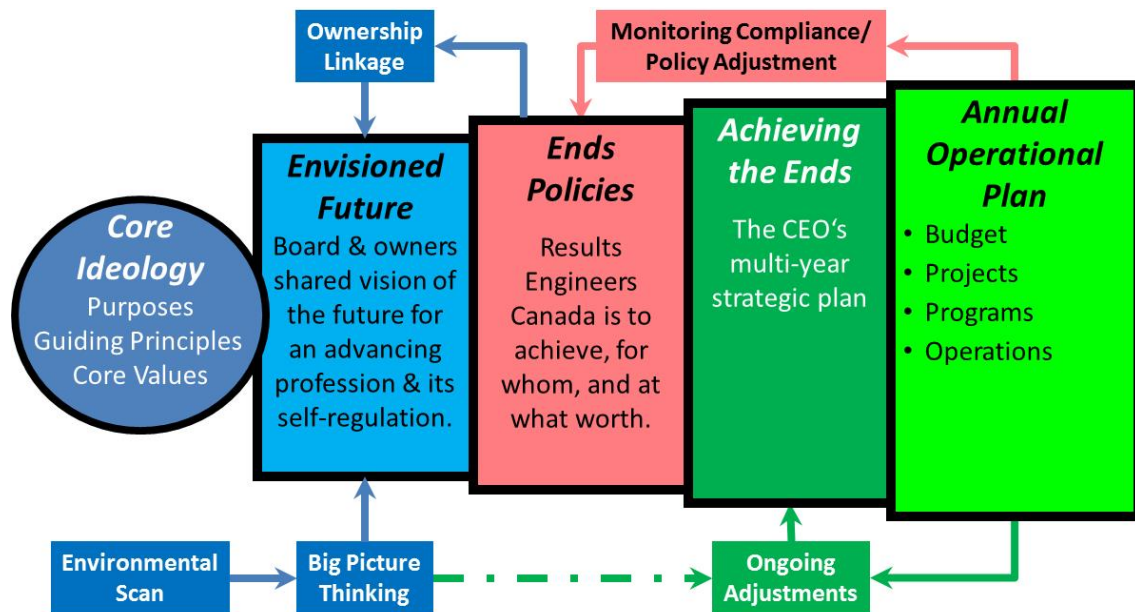 Ownership
Linkage
Monitoring Compliance/
Policy Adjustment
Core
Ideology
Purposes
Guiding Principles
Core Values
Envisioned
Future
Board & owners
shared vision of
the future for
an advancing
profession & its
self-regulation.
Ends
Policies
Results
Engineers
Canada is to
achieve, for
whom, and at
what worth.
Achieving
the Ends
The CEO‘s
multi-year
strategic plan
Annual
Operational
Plan
• Budget
• Projects
• Programs
• Operations
Environmental
Scan
Big Picture
Thinking
Ongoing
Adjustments